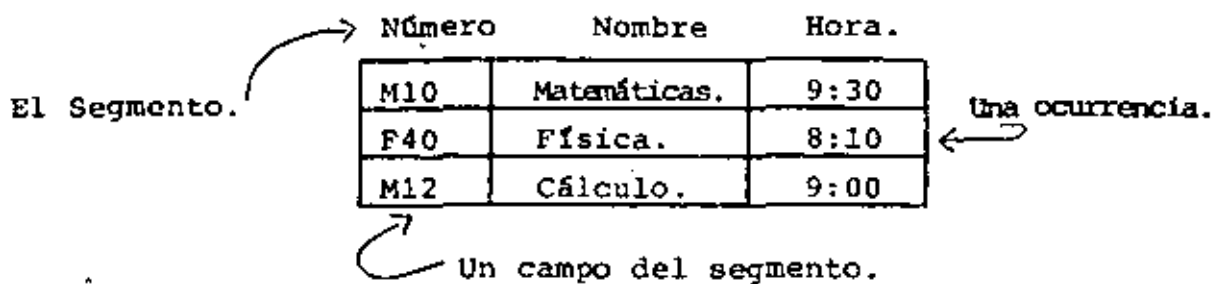 Número Nombre Hora.
El Segmento.
M10 Matemáticas. 9:30
Una ocurrencia.
F40 Física. 8:10
M12 Cálculo. 9:00
Un campo del segmento.